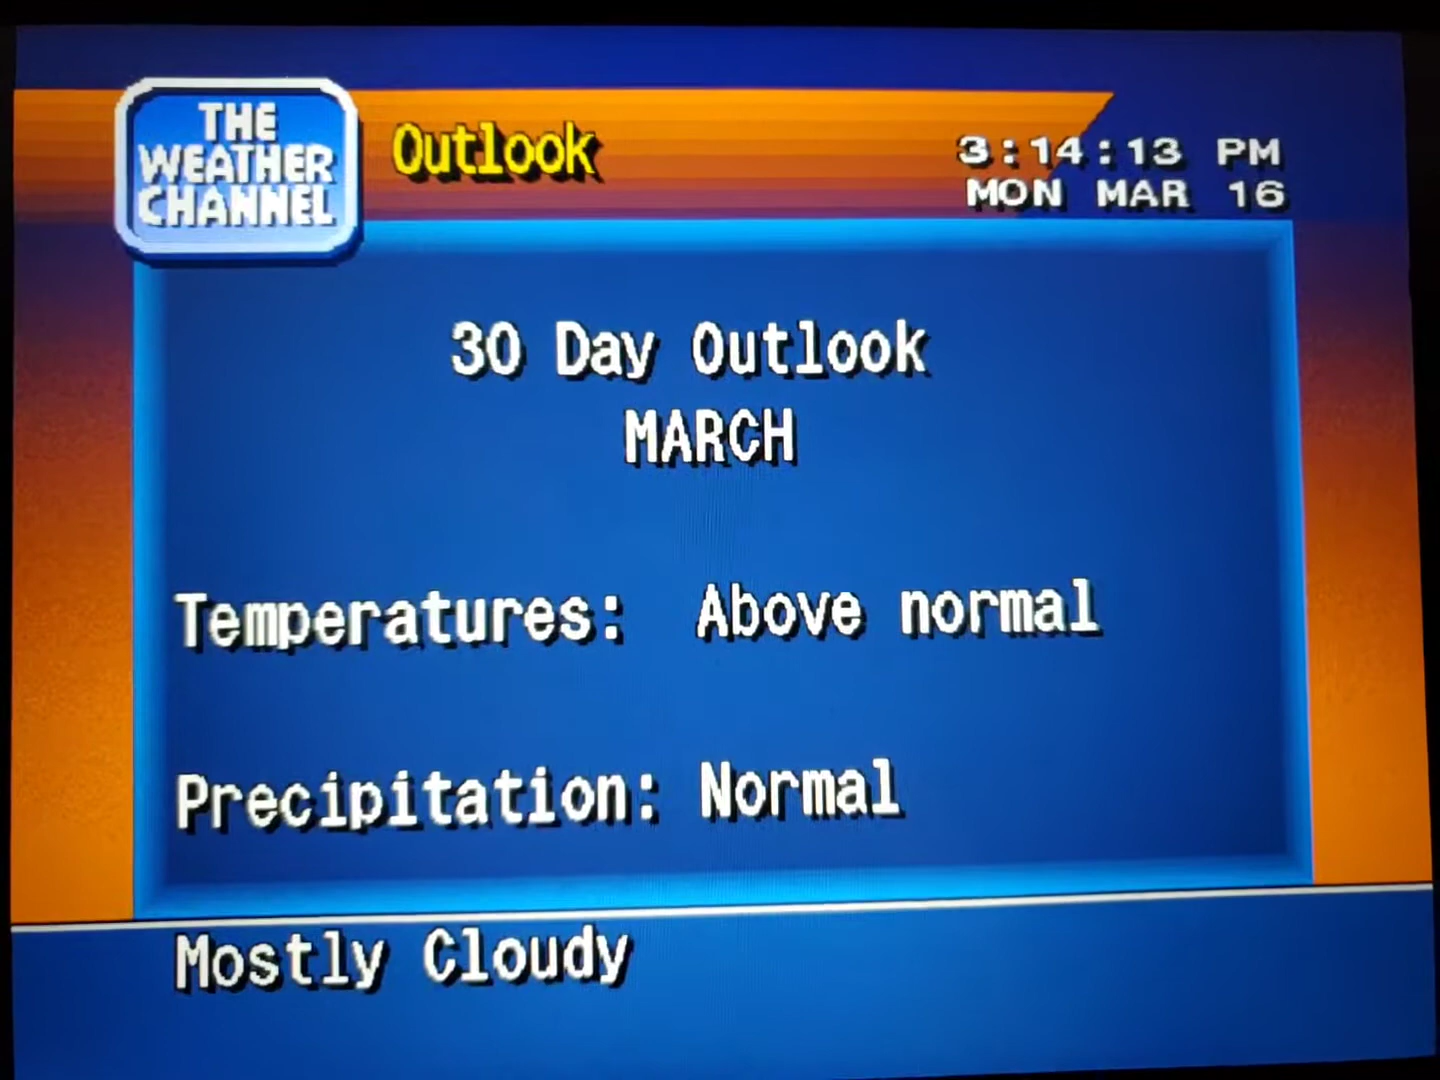 THE
WEATHER
CHANNEL
Outlook
3:14:13 PM
MON MAR 16
30 Day Outlook
MARCH
Temperatures: Above normal
Precipitation: Normal
Mostly Cloudy